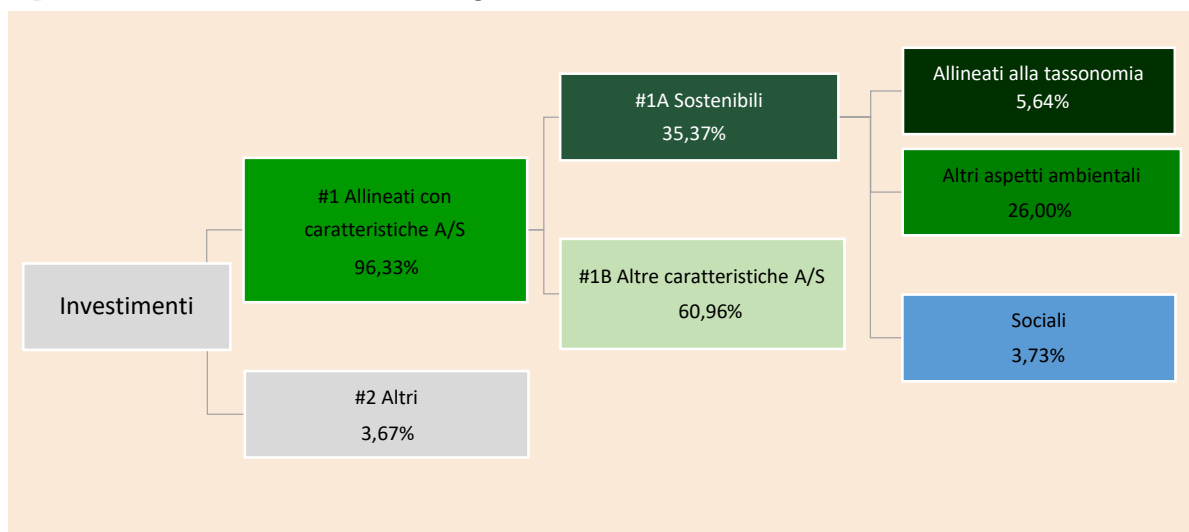 Investimenti
#1 Allineati con
caratteristiche A/S
96,33%
#2 Altri
3,67%
#1A Sostenibili
35,37%
#1B Altre caratteristiche A/S
60,96%
Allineati alla tassonomia
5,64%
Altri aspetti ambientali
26,00%
Sociali
3,73%